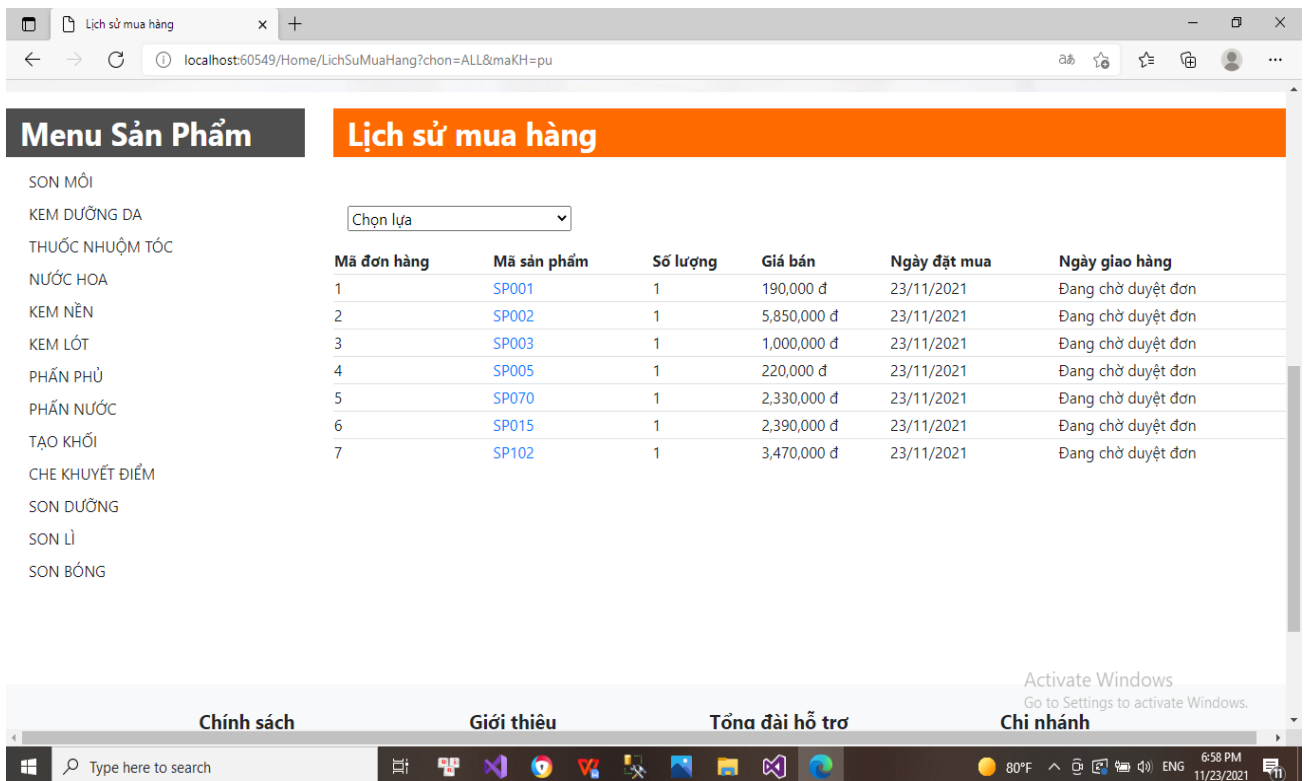 Lịch sử mua hàng
localhost:60549/Home/LichSuMuaHang?chon=ALL&maKH=pu
Menu Sản Phẩm
SON MÔI
KEM DƯỠNG DA
THUỐC NHUỘM TÓC
NƯỚC HOA
KEM NỀN
KEM LÓT
PHẤN PHỦ
PHẤN NƯỚC
TẠO KHỐI
CHE KHUYẾT ĐIỂM
SON DƯỠNG
SON LÌ
SON BÓNG
Lịch sử mua hàng
Chọn lựa
Mã đơn hàng Mã sản phẩm Số lượng Giá bán Ngày đặt mua Ngày giao hàng
1 SP001 1 190,000 đ 23/11/2021 Đang chờ duyệt đơn
2 SP002 1 5,850,000 đ 23/11/2021 Đang chờ duyệt đơn
3 SP003 1 1,000,000 đ 23/11/2021 Đang chờ duyệt đơn
4 SP005 1 220,000 đ 23/11/2021 Đang chờ duyệt đơn
5 SP070 1 2,330,000 đ 23/11/2021 Đang chờ duyệt đơn
6 SP015 1 2,390,000 đ 23/11/2021 Đang chờ duyệt đơn
7 SP102 1 3,470,000 đ 23/11/2021 Đang chờ duyệt đơn
Activate Windows
Go to Settings to activate Windows.
Chính sách Giới thiệu Tổng đài hỗ trợ Chi nhánh
Type here to search
80°F ENG 6:58 PM
11/23/2021